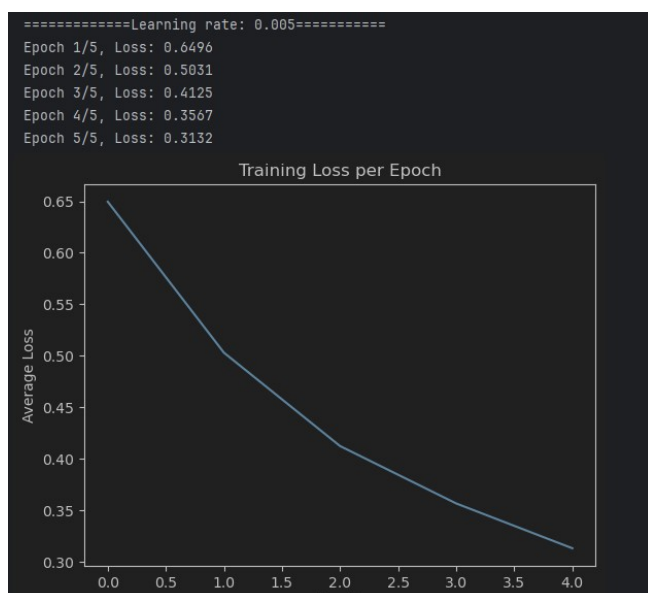 =============Learning rate: 0.005===========
Epoch 1/5, Loss: 0.6496
Epoch 2/5, Loss: 0.5031
Epoch 3/5, Loss: 0.4125
Epoch 4/5, Loss: 0.3567
Epoch 5/5, Loss: 0.3132
Training Loss per Epoch
Average Loss
0.65
0.60
0.55
0.50
0.45
0.40
0.35
0.30
0.0 0.5 1.0 1.5 2.0 2.5 3.0 3.5 4.0